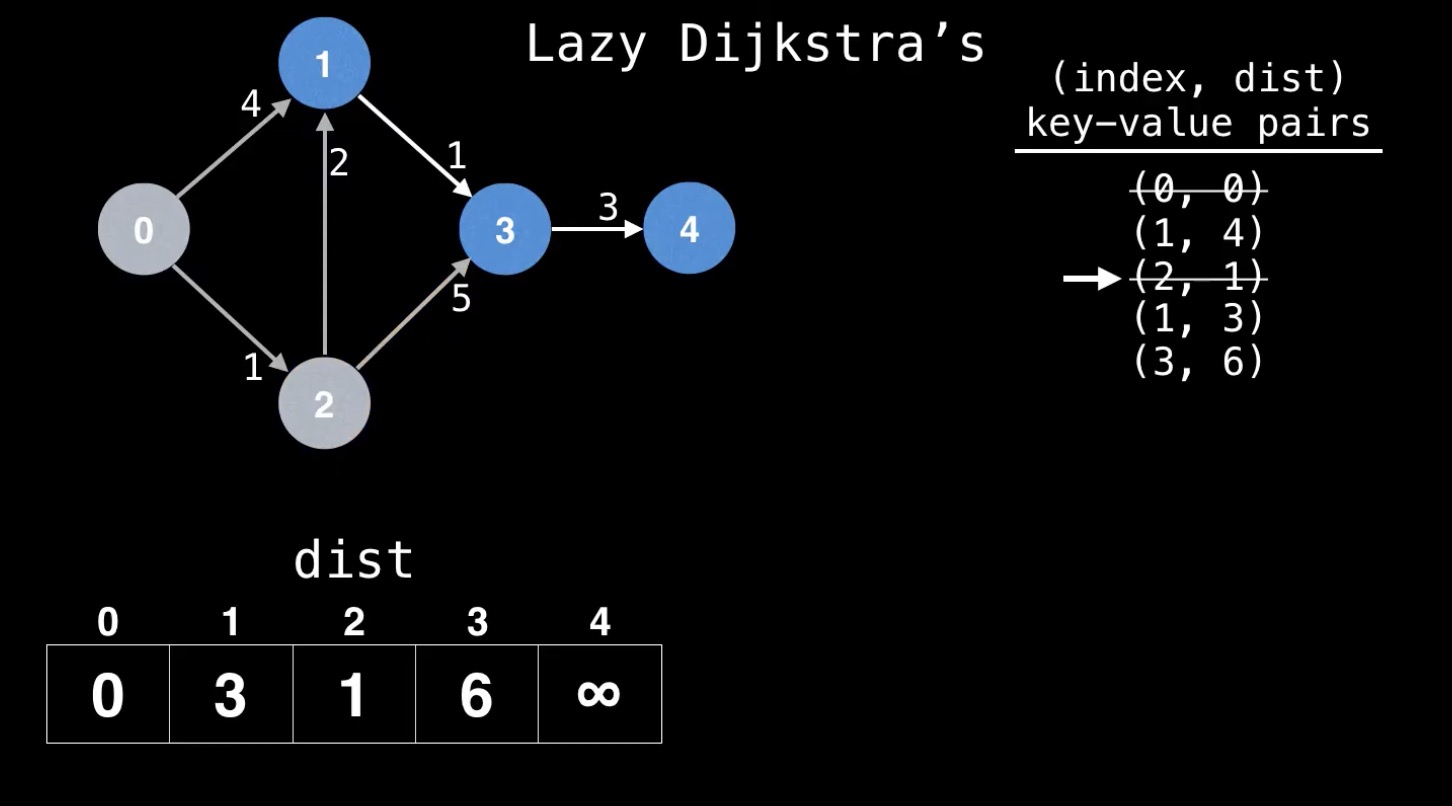 Lazy Dijkstra’s
(index, dist)
key-value pairs
(0, 0)
(1, 4)
(2, 1)
(1, 3)
(3, 6)
1
4
2
1
0
3
3
4
5
1
2
dist
0 1 2 3 4
0 3 1 6 ∞